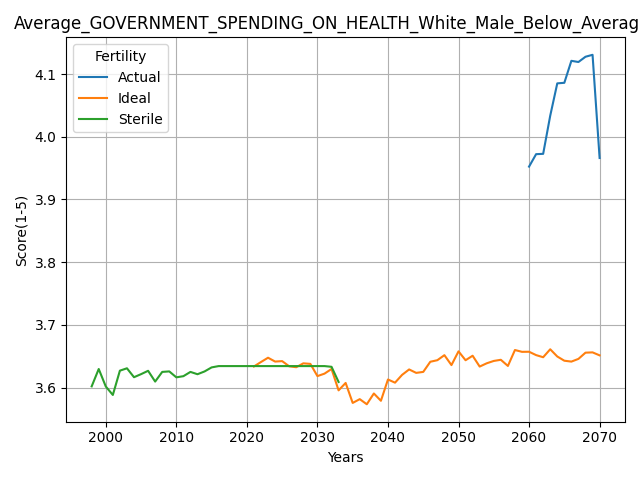 Average_GOVERNMENT_SPENDING_ON_HEALTH_White_Male_Below_Averag
Fertility
Actual
Ideal
Sterile
Score(1-5)
4.1
4.0
3.9
3.8
3.7
3.6
2000 2010 2020 2030 2040 2050 2060 2070
Years